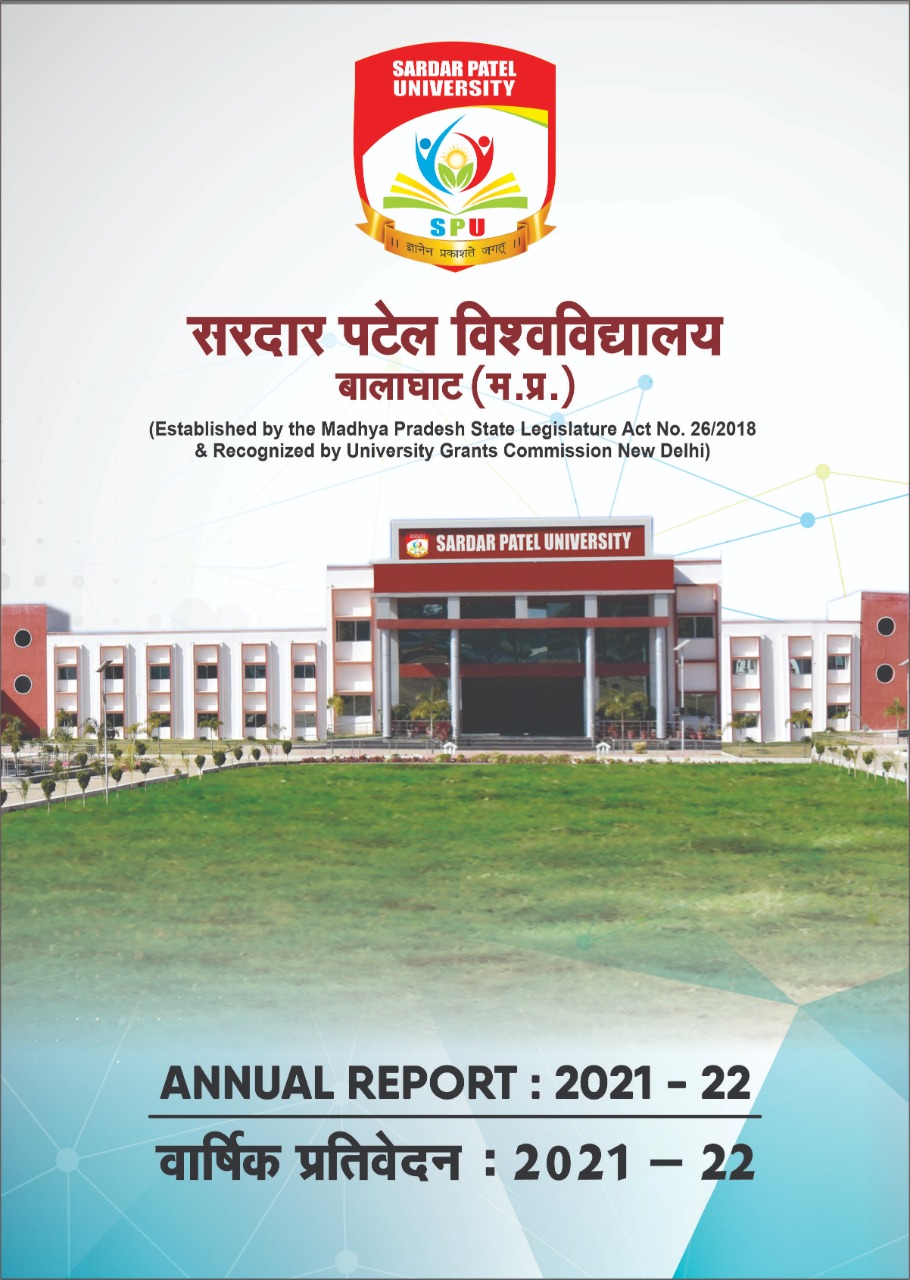 SARDAR PATEL
UNIVERSITY
SPU
॥ ज्ञानेन प्रकाशते जगत् ॥
सरदार पटेल विश्वविद्यालय
बालाघाट (म.प्र.)
(Established by the Madhya Pradesh State Legislature Act No. 26/2018
& Recognized by University Grants Commission New Delhi)
SARDAR PATEL UNIVERSITY
ANNUAL REPORT : 2021 - 22
वार्षिक प्रतिवेदन : 2021 – 22